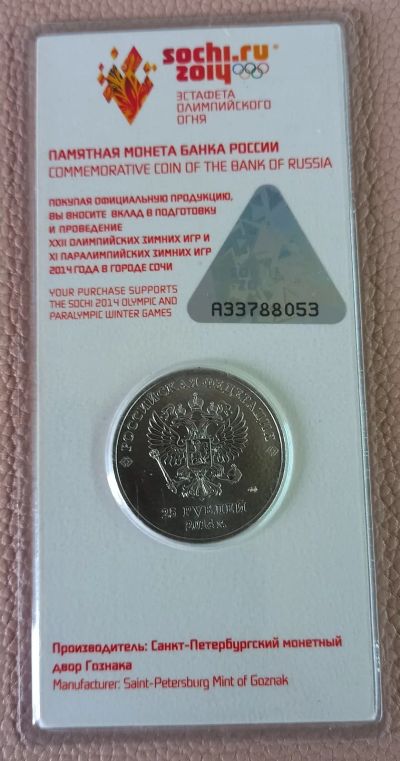 sochi.ru
2014
ЭСТАФЕТА
ОЛИМПИЙСКОГО
ОГНЯ
ПАМЯТНАЯ МОНЕТА БАНКА РОССИИ
COMMEMORATIVE COIN OF THE BANK OF RUSSIA
ПОКУПАЯ ОФИЦИАЛЬНУЮ ПРОДУКЦИЮ,
ВЫ ВНОСИТЕ ВКЛАД В ПОДГОТОВКУ
И ПРОВЕДЕНИЕ
XXII ОЛИМПИЙСКИХ ЗИМНИХ ИГР И
XI ПАРАЛИМПИЙСКИХ ЗИМНИХ ИГР
2014 ГОДА В ГОРОДЕ СОЧИ
YOUR PURCHASE SUPPORTS
THE SOCHI 2014 OLYMPIC AND
PARALYMPIC WINTER GAMES
A33788053
РОССИЙСКАЯ ФЕДЕРАЦИЯ
25 РУБЛЕЙ
2014 г.
Производитель: Санкт-Петербургский монетный
двор Гознака
Manufacturer: Saint-Petersburg Mint of Goznak